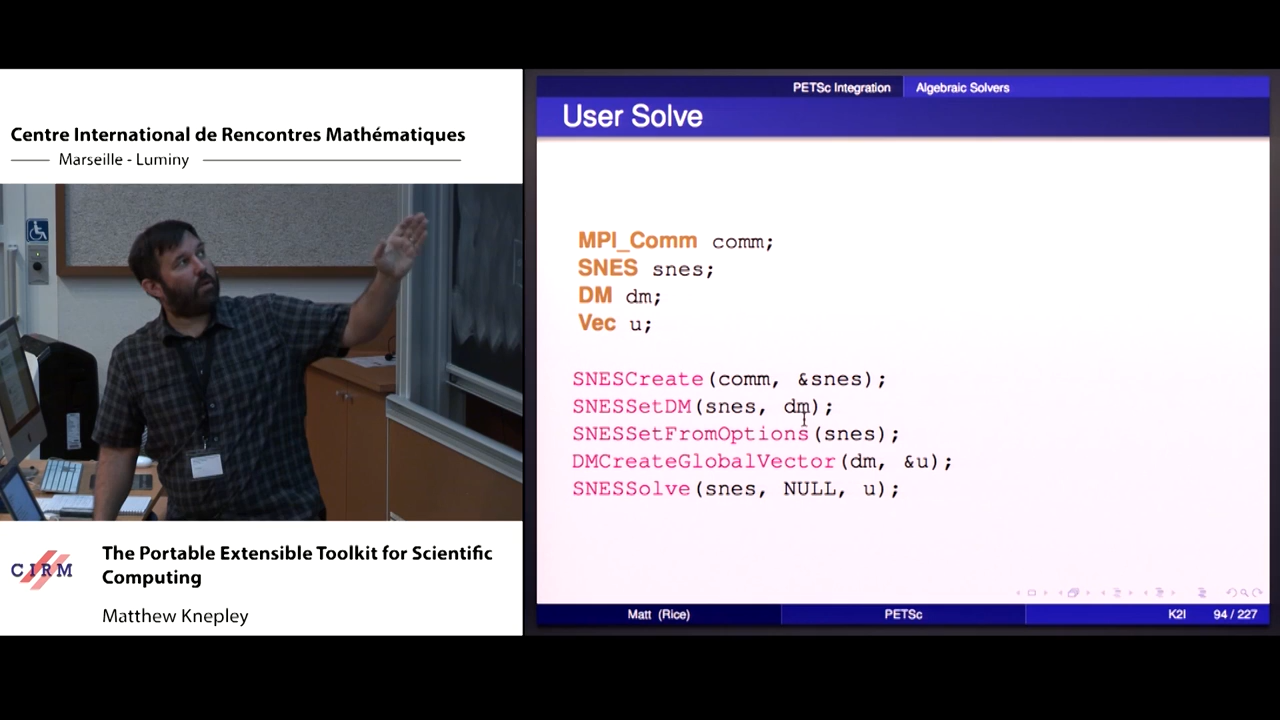 Centre International de Rencontres Mathématiques
Marseille - Luminy
CIRM
The Portable Extensible Toolkit for Scientific
Computing
Matthew Knepley
PETSc Integration
Algebraic Solvers
User Solve
MPI_Comm comm;
SNES snes;
DM dm;
Vec u;
SNESCreate(comm, &snes);
SNESSetDM(snes, dm);
SNESSetFromOptions(snes);
DMCreateGlobalVector(dm, &u);
SNESSolve(snes, NULL, u);
Matt (Rice)
PETSc
K2I
94 / 227